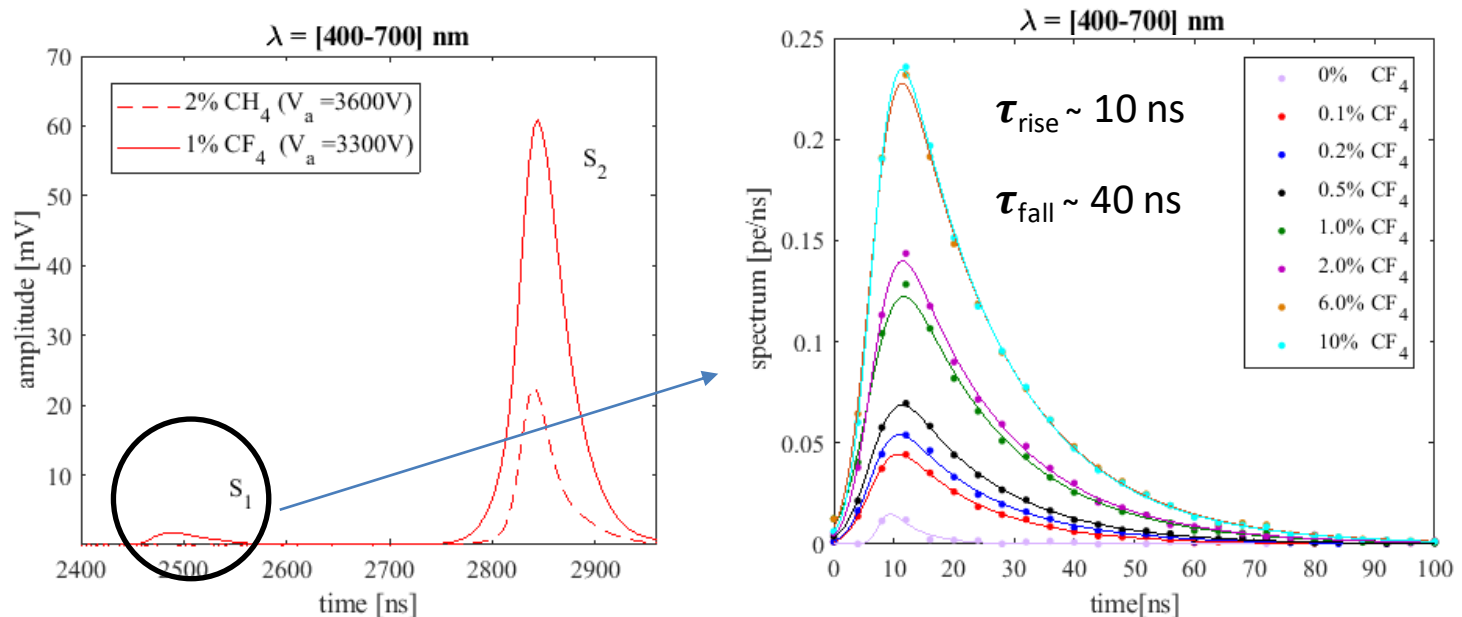 λ = [400-700] nm
70
60
50
40
30
20
10
amplitude [mV]
2% CH4 (Va =3600V)
1% CF4 (Va =3300V)
S1
S2
2400 2500 2600 2700 2800 2900
time [ns]
λ = [400-700] nm
0.25
0.2
0.15
0.1
0.05
0
spectrum [pe/ns]
τrise ~ 10 ns
τfall ~ 40 ns
0% CF4
0.1% CF4
0.2% CF4
0.5% CF4
1.0% CF4
2.0% CF4
6.0% CF4
10% CF4
0 10 20 30 40 50 60 70 80 90 100
time[ns]